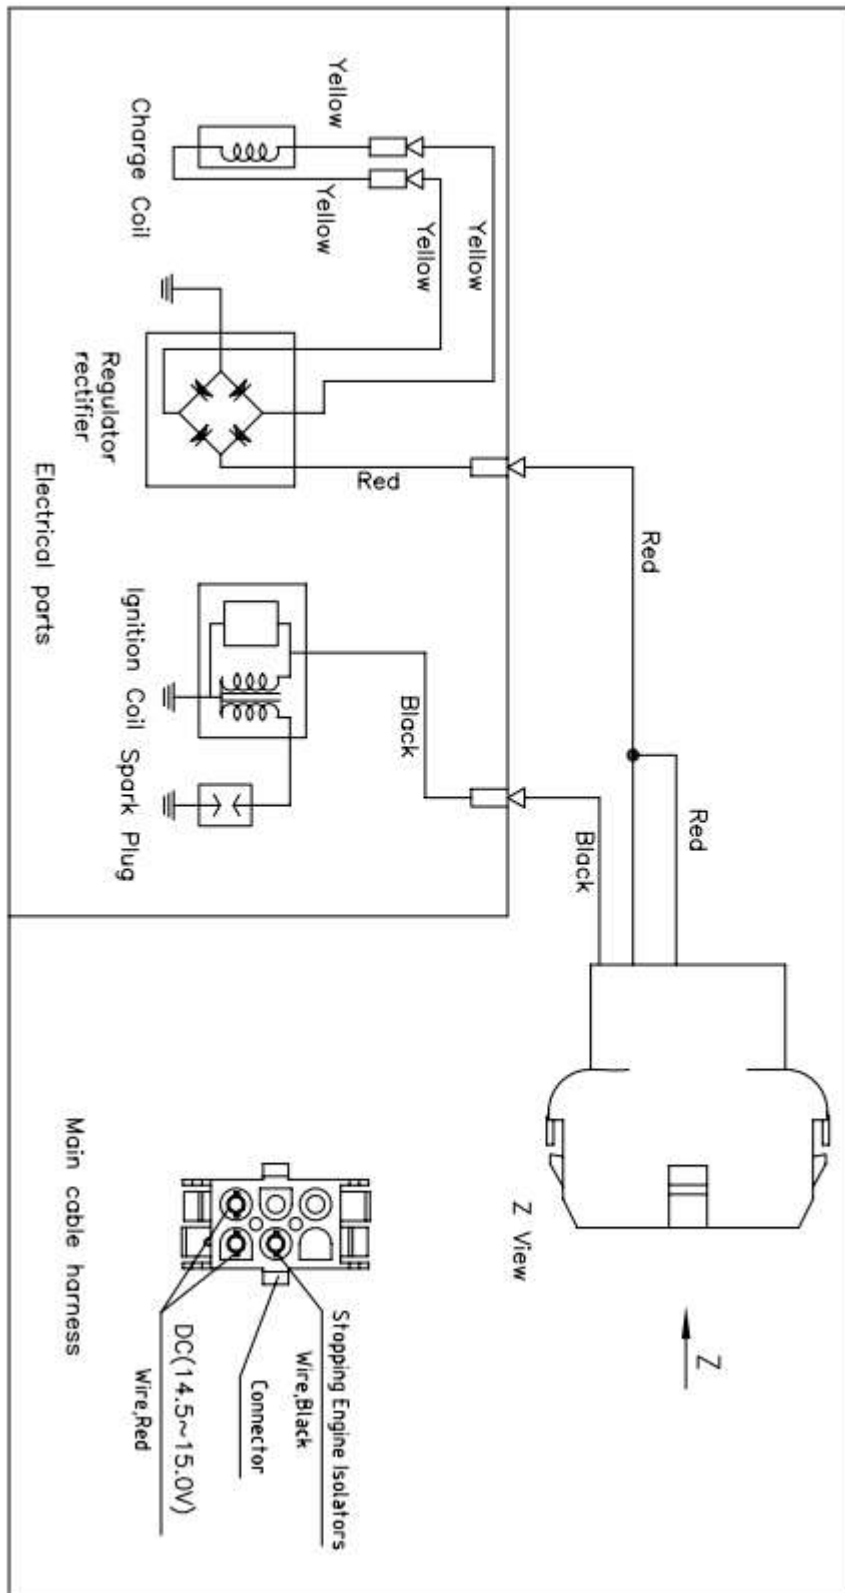 Yellow
Charge Coil
Yellow
Yellow
Yellow
Regulator
rectifier
Red
Electrical parts
Red
Ignition Coil
Black
Spark Plug
Red
Black
Z
Z View
Main cable harness
Stopping Engine Isolators
Wire,Black
Connector
DC(14.5~15.0V)
Wire,Red